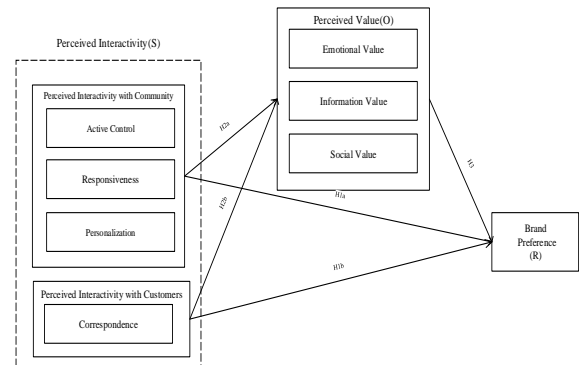 Perceived Value(O)
Emotional Value
Information Value
Social Value
Perceived Interactivity(S)
Perceived Interactivity with Community
Active Control
Responsiveness
Personalization
Perceived Interactivity with Customers
Correspondence
H2a
H2b
H1a
H1b
H3
Brand
Preference
(R)